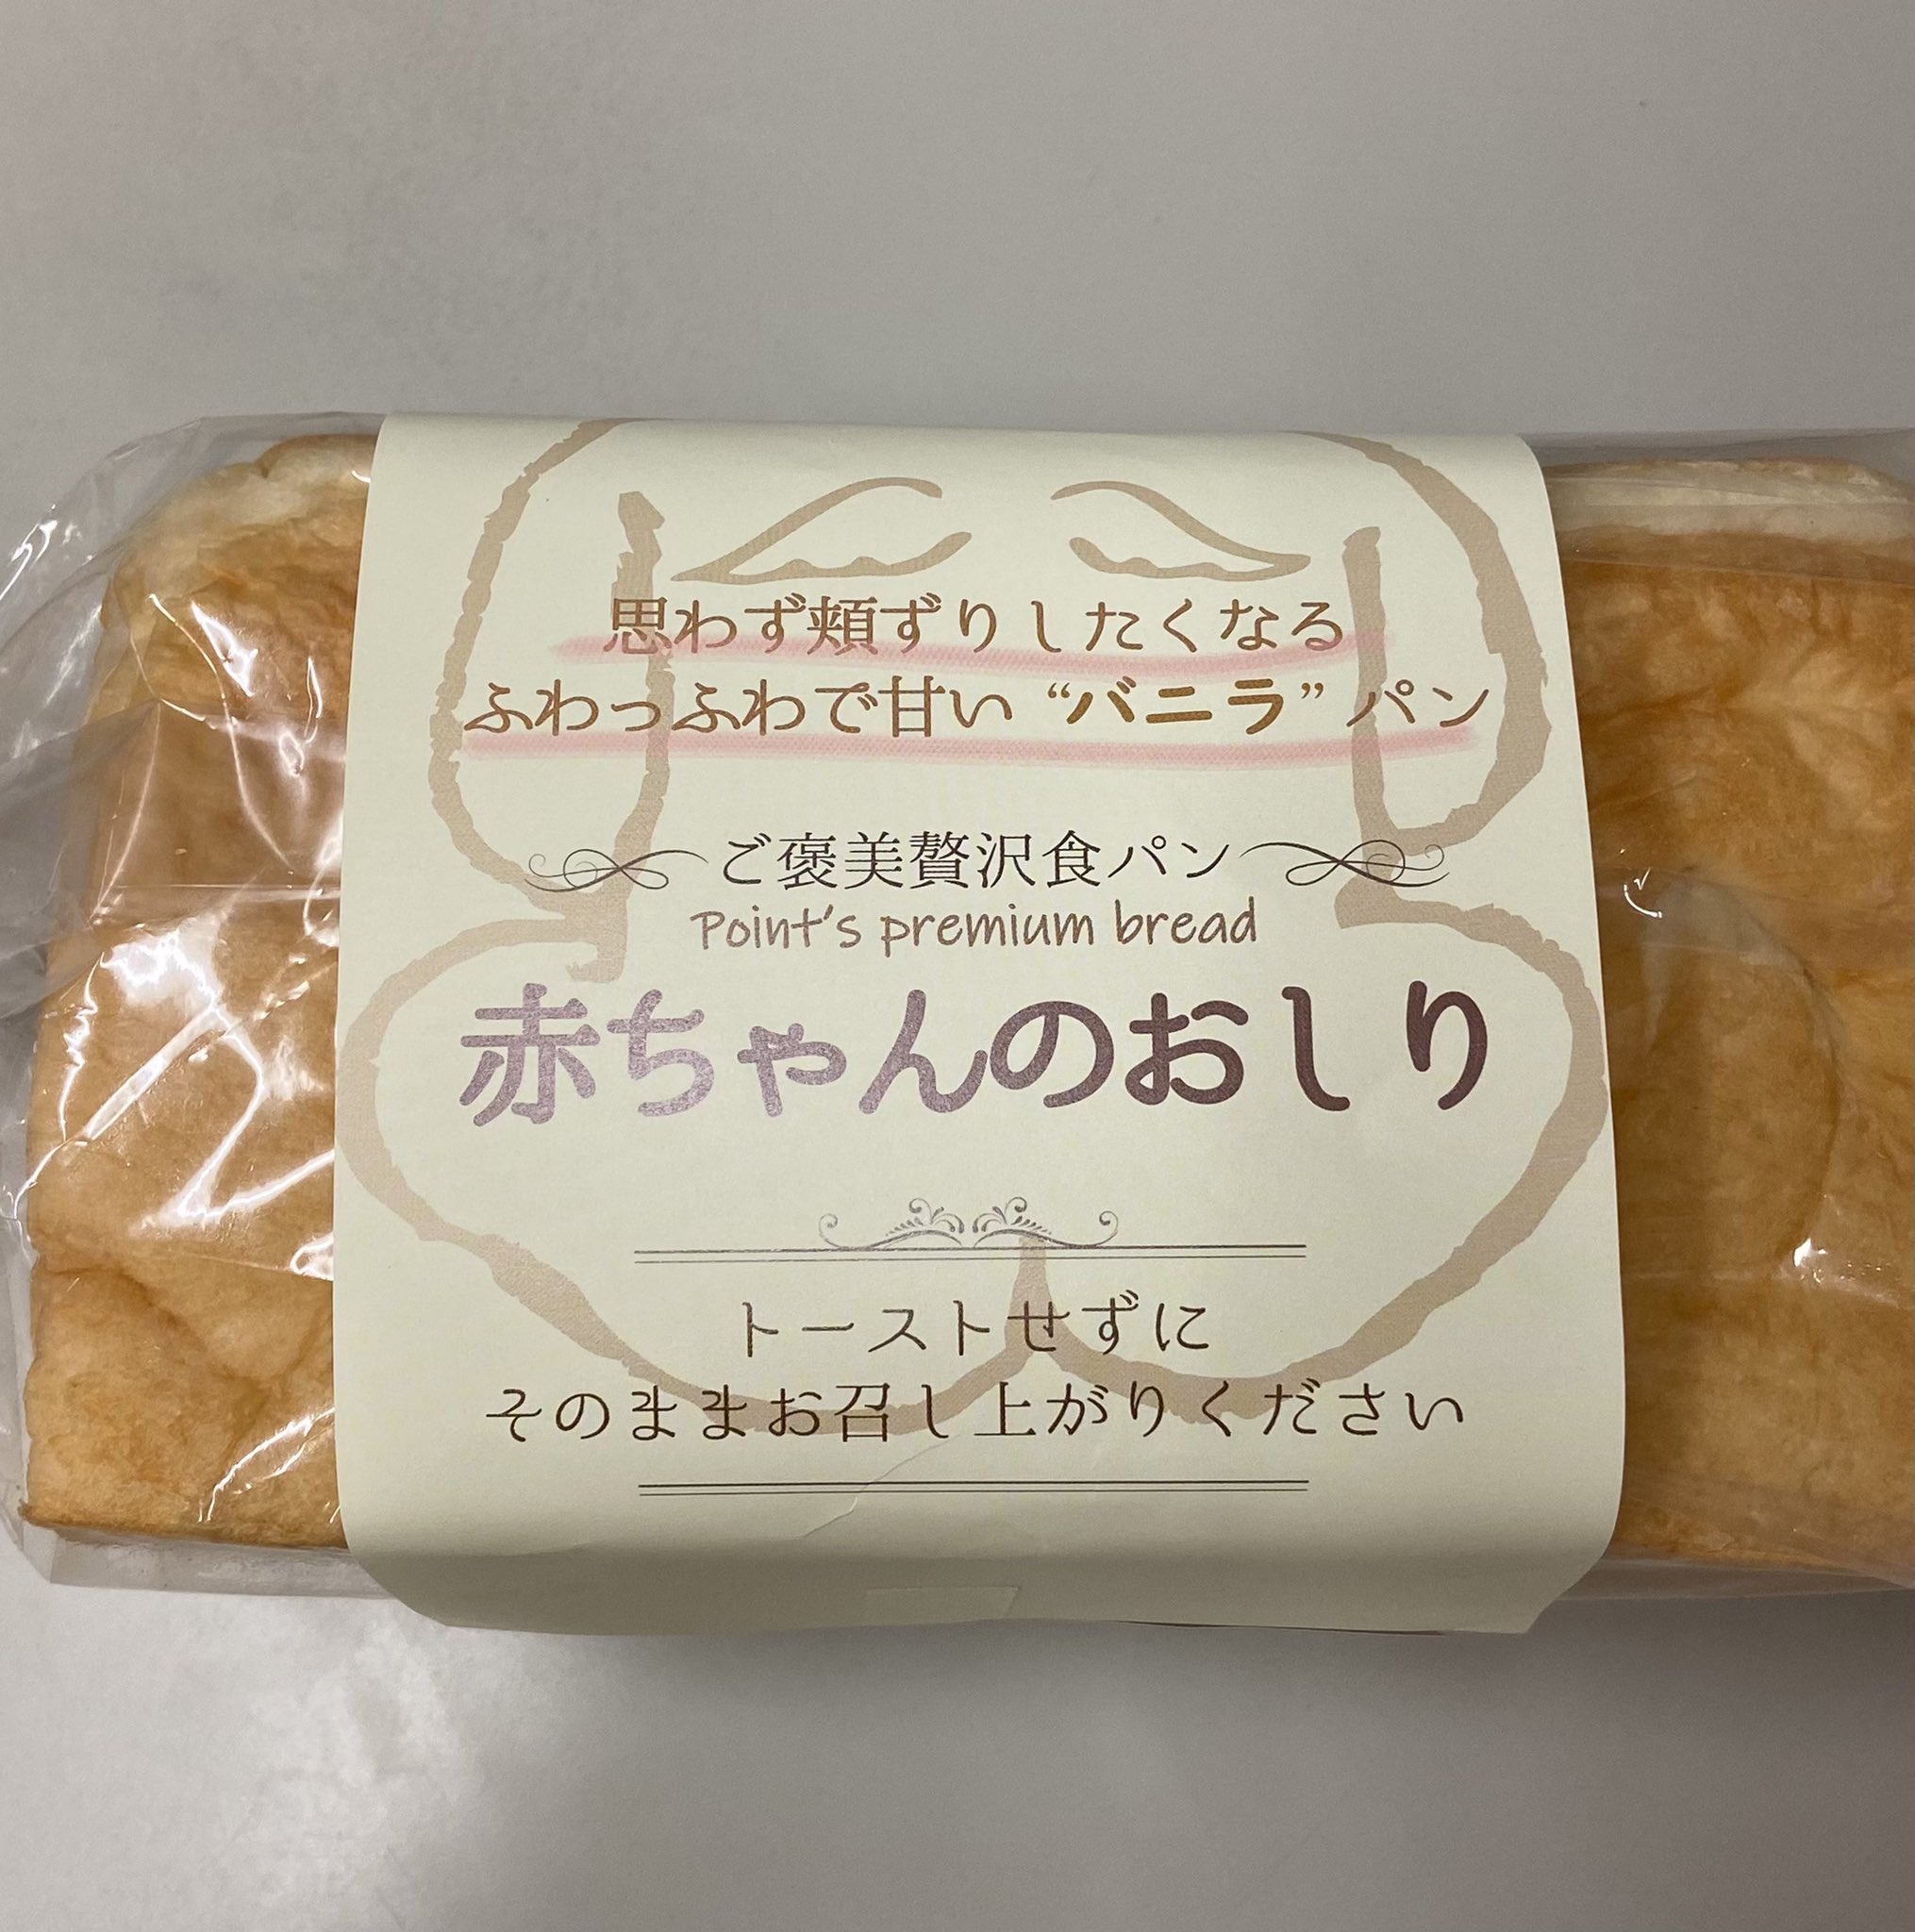 思わず頬ずりしたくなる
ふわっふわで甘い “バニラ” パン
ご褒美贅沢食パン
Point's premium bread
赤ちゃんのおしり
トーストせずに
そのままお召し上がりください